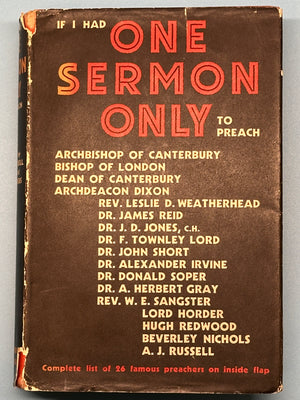 IF I HAD
ONE
SERMON
ONLY TO
PREACH
ARCHBISHOP OF CANTERBURY
BISHOP OF LONDON
DEAN OF CANTERBURY
ARCHDEACON DIXON
REV. LESLIE D. WEATHERHEAD
DR. JAMES REID
DR. J. D. JONES, C.H.
DR. F. TOWNLEY LORD
DR. JOHN SHORT
DR. ALEXANDER IRVINE
DR. DONALD SOPER
DR. A. HERBERT GRAY
REV. W. E. SANGSTER
LORD HORDER
HUGH REDWOOD
BEVERLEY NICHOLS
A. J. RUSSELL
Complete list of 26 famous preachers on inside flap